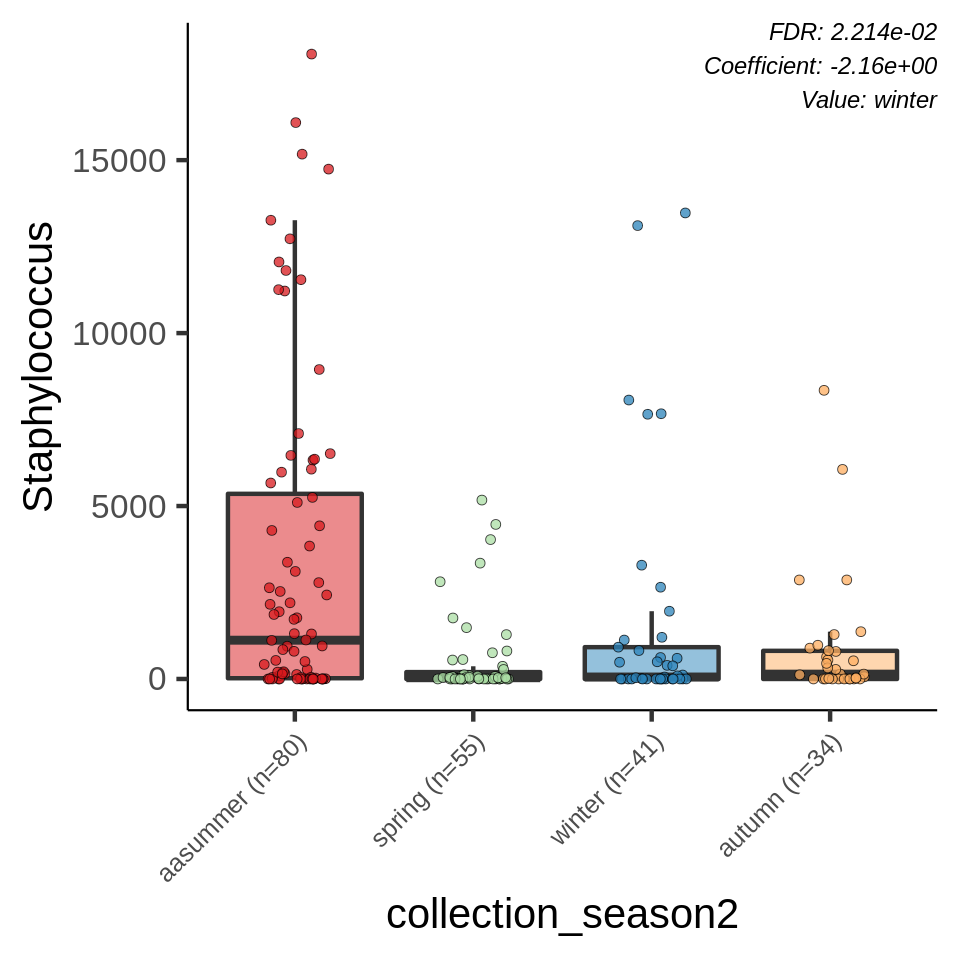 FDR: 2.214e-02
Coefficient: -2.16e+00
Value: winter
Staphylococcus
15000
10000
5000
0
aasummer (n=80)
spring (n=55)
winter (n=41)
autumn (n=34)
collection_season2